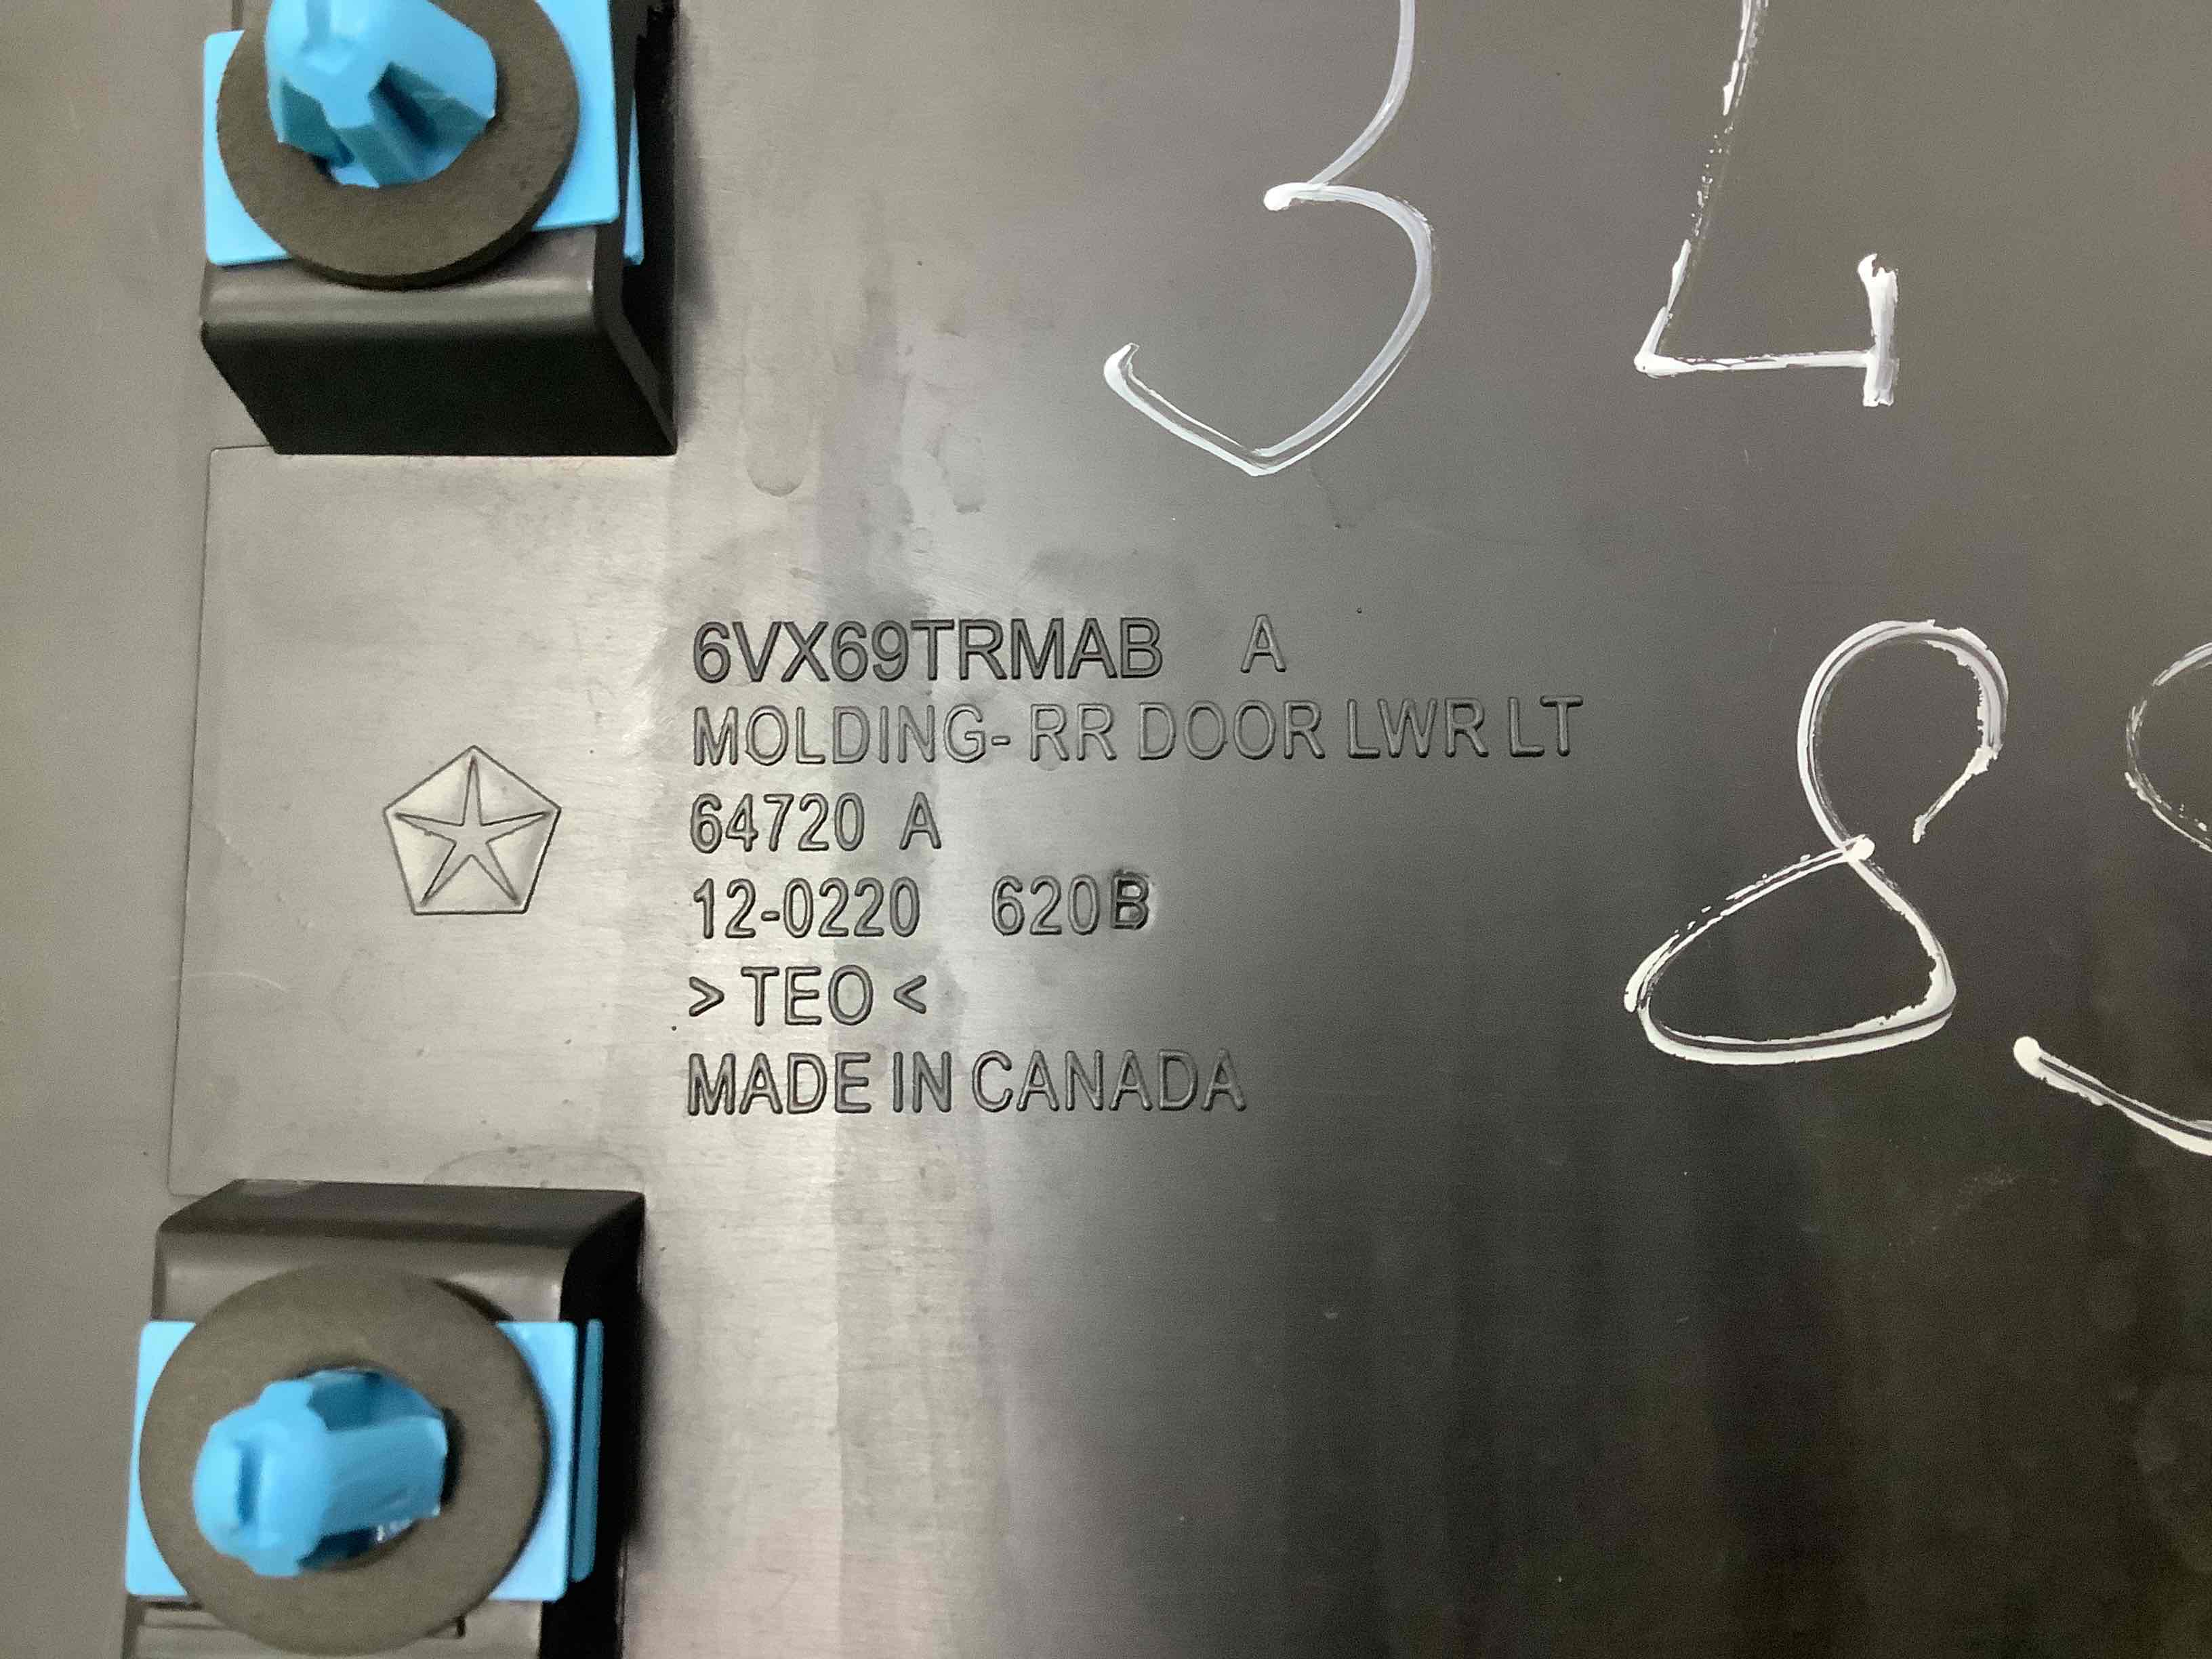 3 4
6VX69TRMAB A
MOLDING- RR DOOR LWR LT
8
64720 A
12-0220 620B
> TEO <
MADE IN CANADA